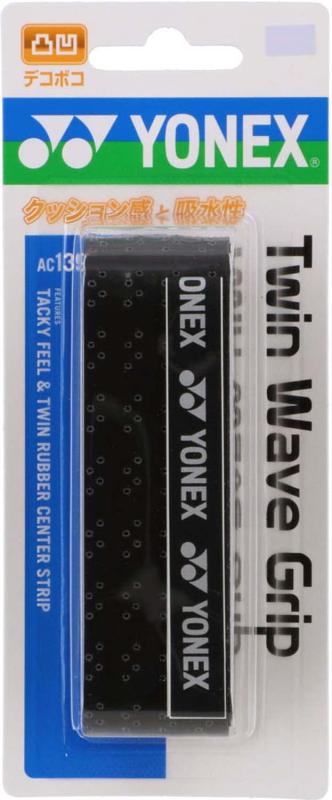 凸凹
デコボコ
YONEX®
クッション感+吸水性
AC139
FEATURES
TACKY FEEL & TWIN RUBBER CENTER STRIP
Twin Wave Grip
ONEX
YONEX
YONEX